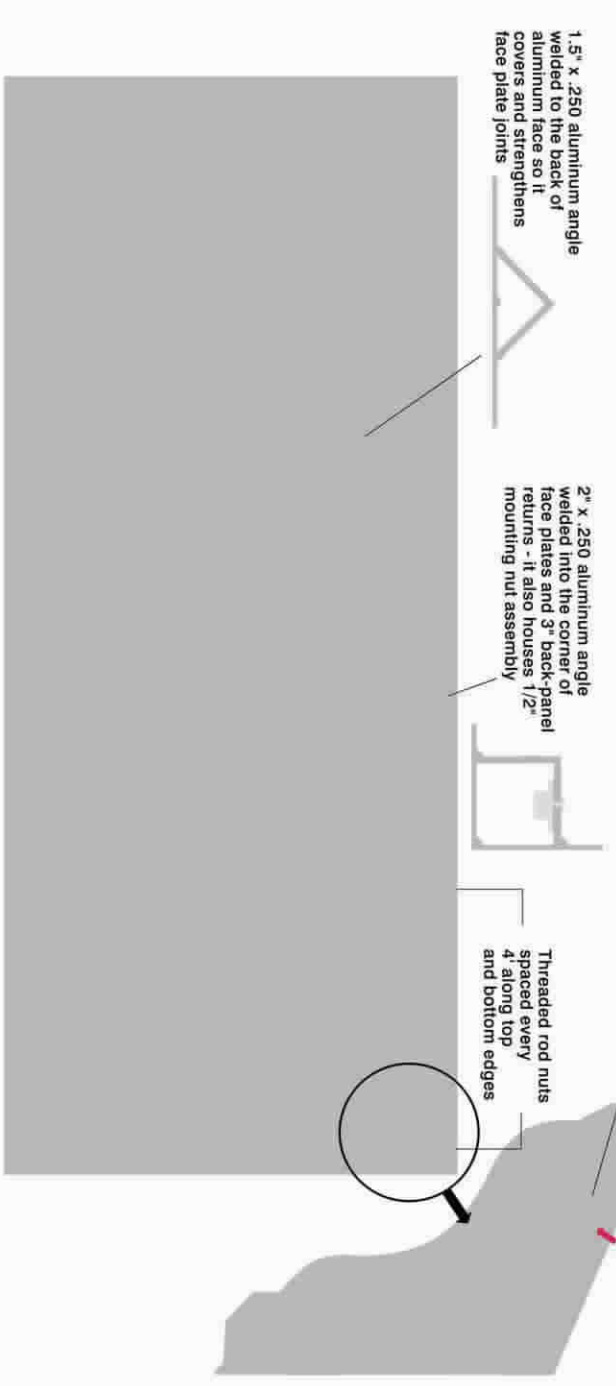 1.5" x .250 aluminum angle
welded to the back of
aluminum face so it
covers and strengthens
face plate joints
2" x .250 aluminum angle
welded into the corner of
face plates and 3" back-panel
returns - it also houses 1/2"
mounting nut assembly
Threaded rod nuts
spaced every
4' along top
and bottom edges